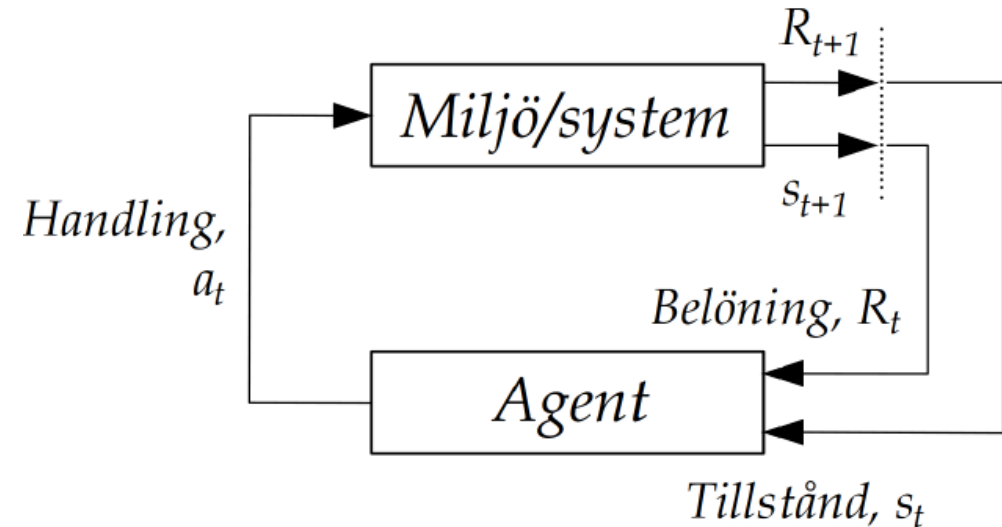 R_{t+1}
Miljö/system
s_{t+1}
Handling,
a_t
Belöning, R_t
Agent
Tillstånd, s_t